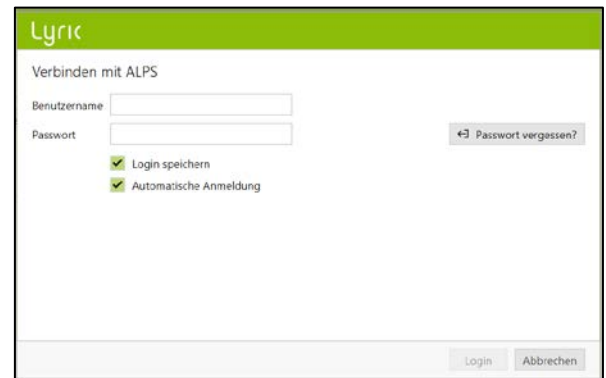 Lyric
Verbinden mit ALPS
Benutzername
Passwort
Passwort vergessen?
Login speichern
Automatische Anmeldung
Login Abbrechen